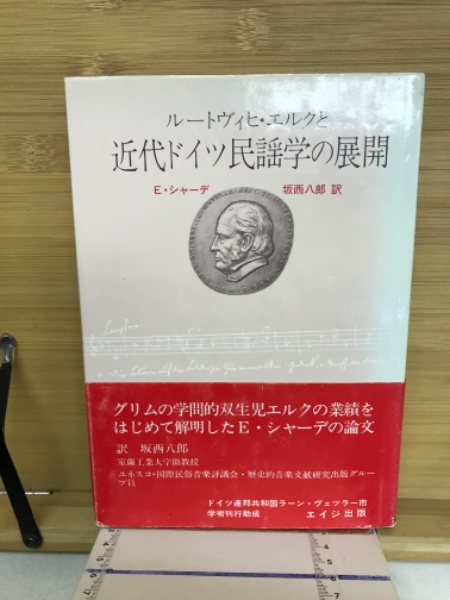 ルートヴィヒ・エルクと
近代ドイツ民謡学の展開
E・シャーデ 坂西八郎 訳
グリムの学問的双生児エルクの業績を
はじめて解明したE・シャーデの論文
訳 坂西八郎
室蘭工業大学助教授
ユネスコ・国際民俗音楽評議会・歴史的音楽文献研究出版グルー
プ員
ドイツ連邦共和国ラーン・ヴェツラー市
学術刊行助成 エイジ出版